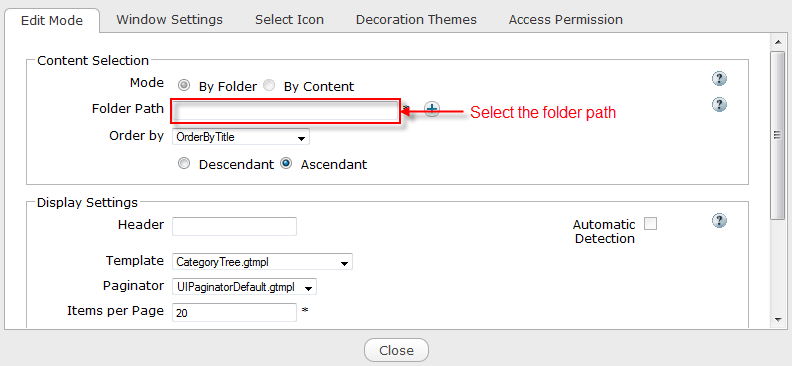 Edit Mode Window Settings Select Icon Decoration Themes Access Permission
Content Selection
Mode By Folder By Content ?
Folder Path * + Select the folder path ?
Order by OrderByTitle
Descendant Ascendant
Display Settings
Header Automatic Detection ?
Template CategoryTree.gtmpl
Paginator UIPaginatorDefault.gtmpl
Items per Page 20 *
Close